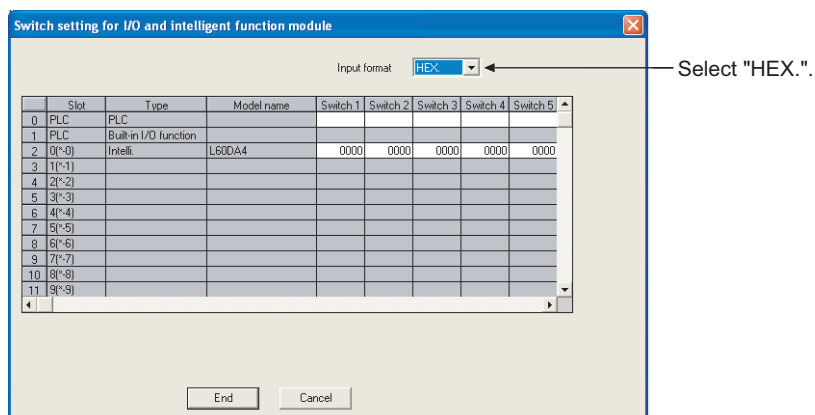 Switch setting for I/O and intelligent function module
Input format HEX. Select "HEX.".
Slot Type Model name Switch 1 Switch 2 Switch 3 Switch 4 Switch 5
0 PLC PLC
1 PLC Built-in I/O function
2 0(*-0) Intelli. L60DA4 0000 0000 0000 0000 0000
3 1(*-1)
4 2(*-2)
5 3(*-3)
6 4(*-4)
7 5(*-5)
8 6(*-6)
9 7(*-7)
10 8(*-8)
11 9(*-9)
End Cancel